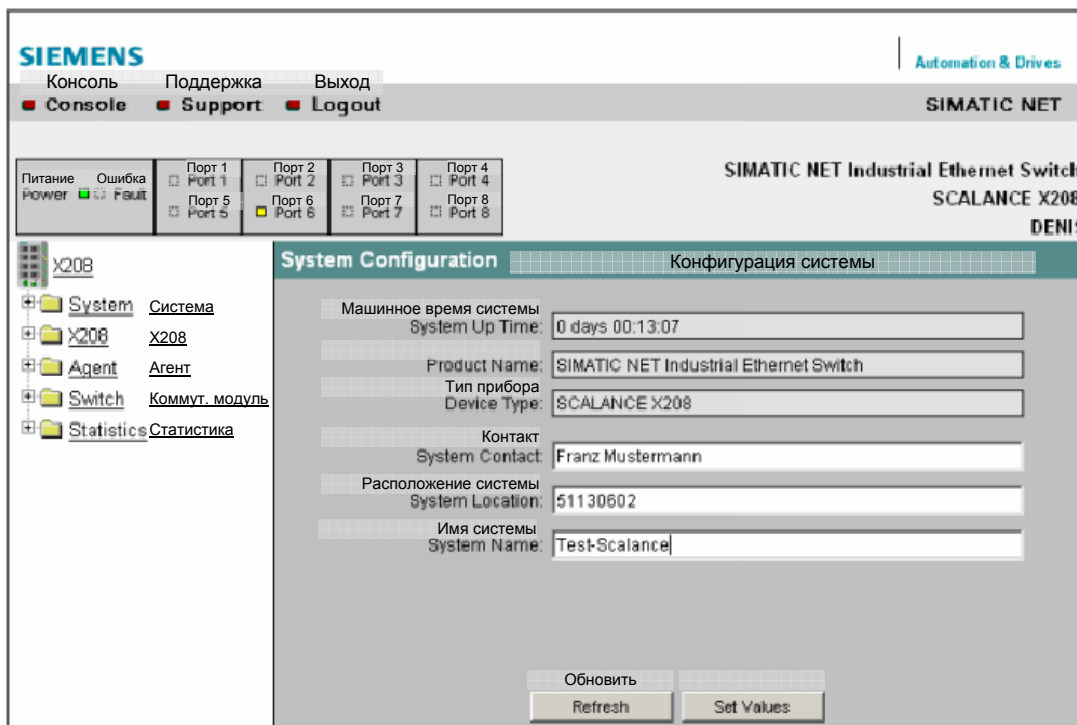 SIEMENS
Automation & Drives
Консоль Поддержка Выход
Console Support Logout
SIMATIC NET
Питание Ошибка
Power Fault
Порт 1 Порт 2 Порт 3 Порт 4
Port 1 Port 2 Port 3 Port 4
Порт 5 Порт 6 Порт 7 Порт 8
Port 5 Port 6 Port 7 Port 8
SIMATIC NET Industrial Ethernet Switch
SCALANCE X208
X208
System Система
X208 X208
Agent Агент
Switch Коммут. модуль
Statistics Статистика
System Configuration Конфигурация системы
Машинное время системы
System Up Time: 0 days 00:13:07
Product Name: SIMATIC NET Industrial Ethernet Switch
Тип прибора
Device Type: SCALANCE X208
Контакт
System Contact: Franz Mustermann
Расположение системы
System Location: 51130602
Имя системы
System Name: Test-Scalance
Обновить
Refresh Set Values